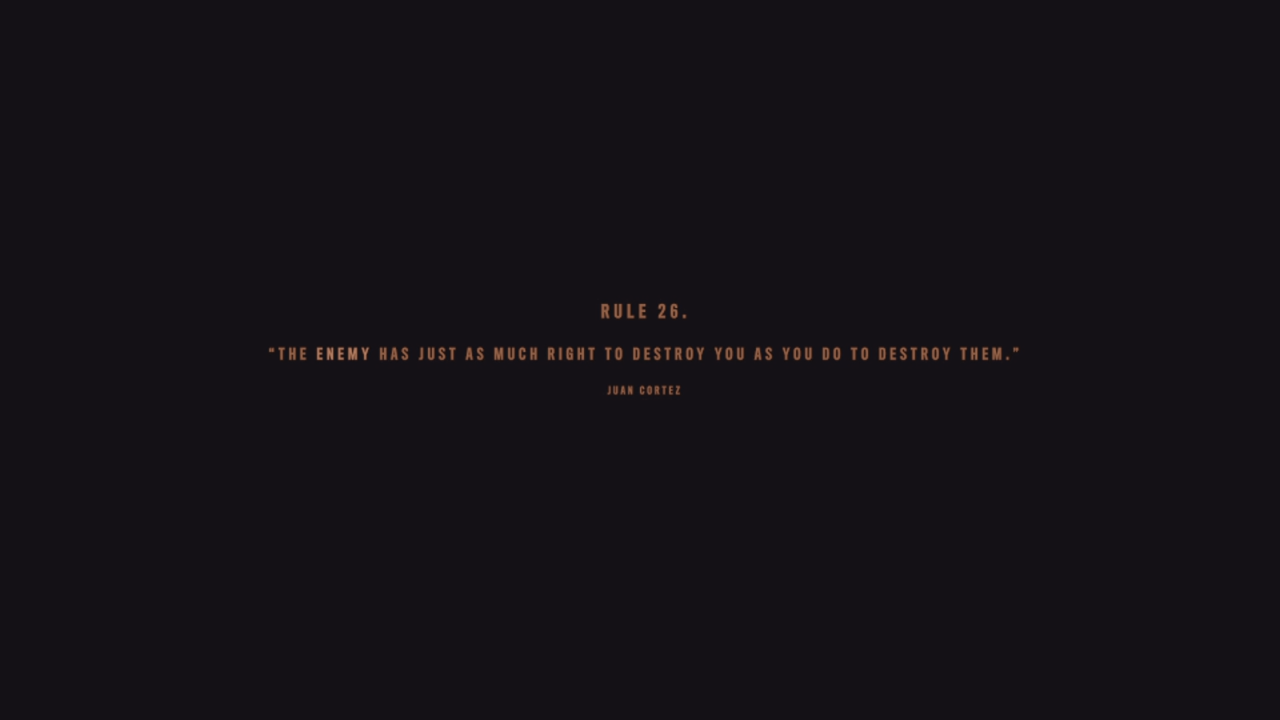 RULE 26.
“THE ENEMY HAS JUST AS MUCH RIGHT TO DESTROY YOU AS YOU DO TO DESTROY THEM.”
JUAN CORTEZ